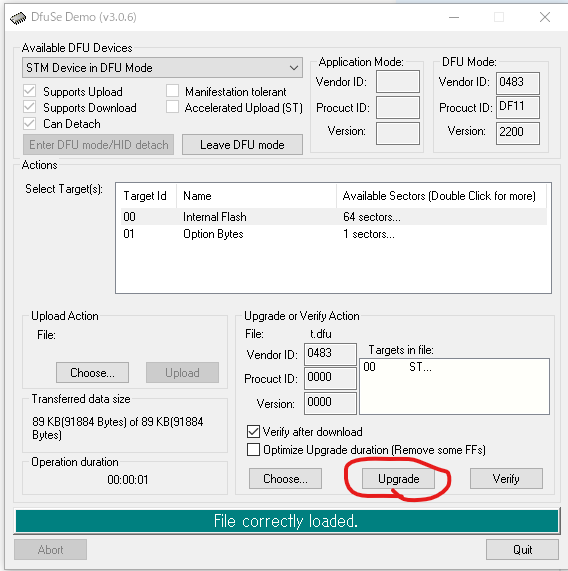 DfuSe Demo (v3.0.6)
Available DFU Devices
STM Device in DFU Mode
Supports Upload
Manifestation tolerant
Supports Download
Accelerated Upload (ST)
Can Detach
Enter DFU mode/HID detach
Leave DFU mode
Application Mode:
Vendor ID:
Procuct ID:
Version:
DFU Mode:
Vendor ID: 0483
Procuct ID: DF11
Version: 2200
Actions
Select Target(s):
Target Id Name Available Sectors (Double Click for more)
00 Internal Flash 64 sectors...
01 Option Bytes 1 sectors...
Upload Action
File:
Choose... Upload
Transferred data size
89 KB(91884 Bytes) of 89 KB(91884
Bytes)
Operation duration
00:00:01
Upgrade or Verify Action
File: t.dfu
Vendor ID: 0483
Procuct ID: 0000
Version: 0000
Targets in file:
00 ST...
Verify after download
Optimize Upgrade duration (Remove some FFs)
Choose... Upgrade Verify
File correctly loaded.
Abort Quit